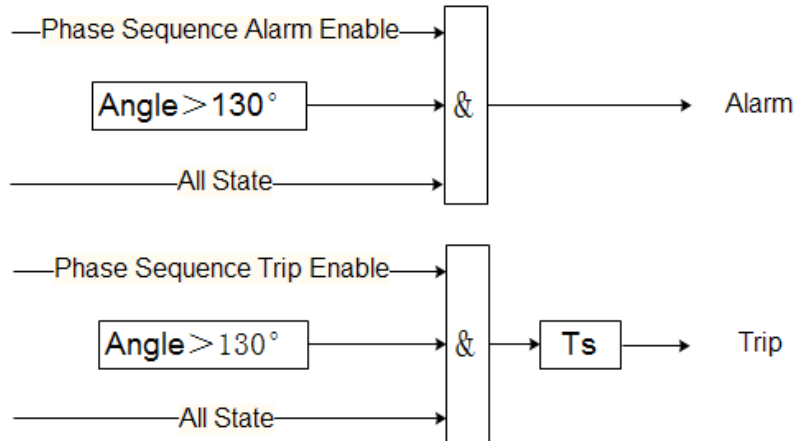 Phase Sequence Alarm Enable
Angle＞130°
&
Alarm
All State
Phase Sequence Trip Enable
Angle＞130°
&
Ts
Trip
All State